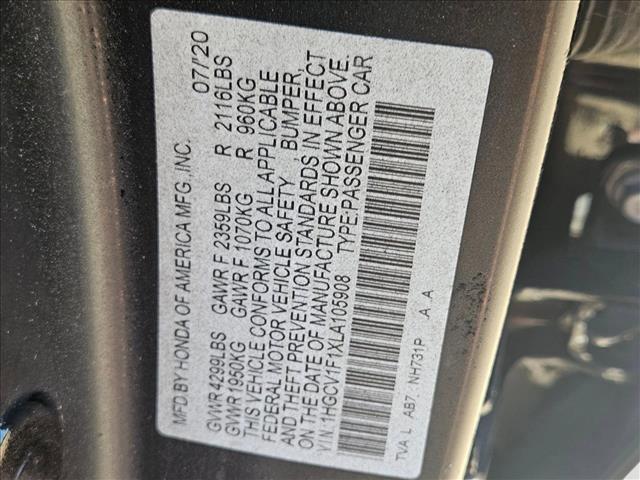 MFD BY HONDA OF AMERICA MFG.,INC. 07/'20
GVWR 4299LBS GAWR F 2359LBS R 2116LBS
GVWR 1950KG GAWR F 1070KG R 960KG
THIS VEHICLE CONFORMS TO ALL APPLICABLE
FEDERAL MOTOR VEHICLE SAFETY BUMPER,
AND THEFT PREVENTION STANDARDS IN EFFECT
ON THE DATE OF MANUFACTURE SHOWN ABOVE.
VIN:1HGCV1F1XLA105908 TYPE:PASSENGER CAR
TVA L AB7 NH731P A A